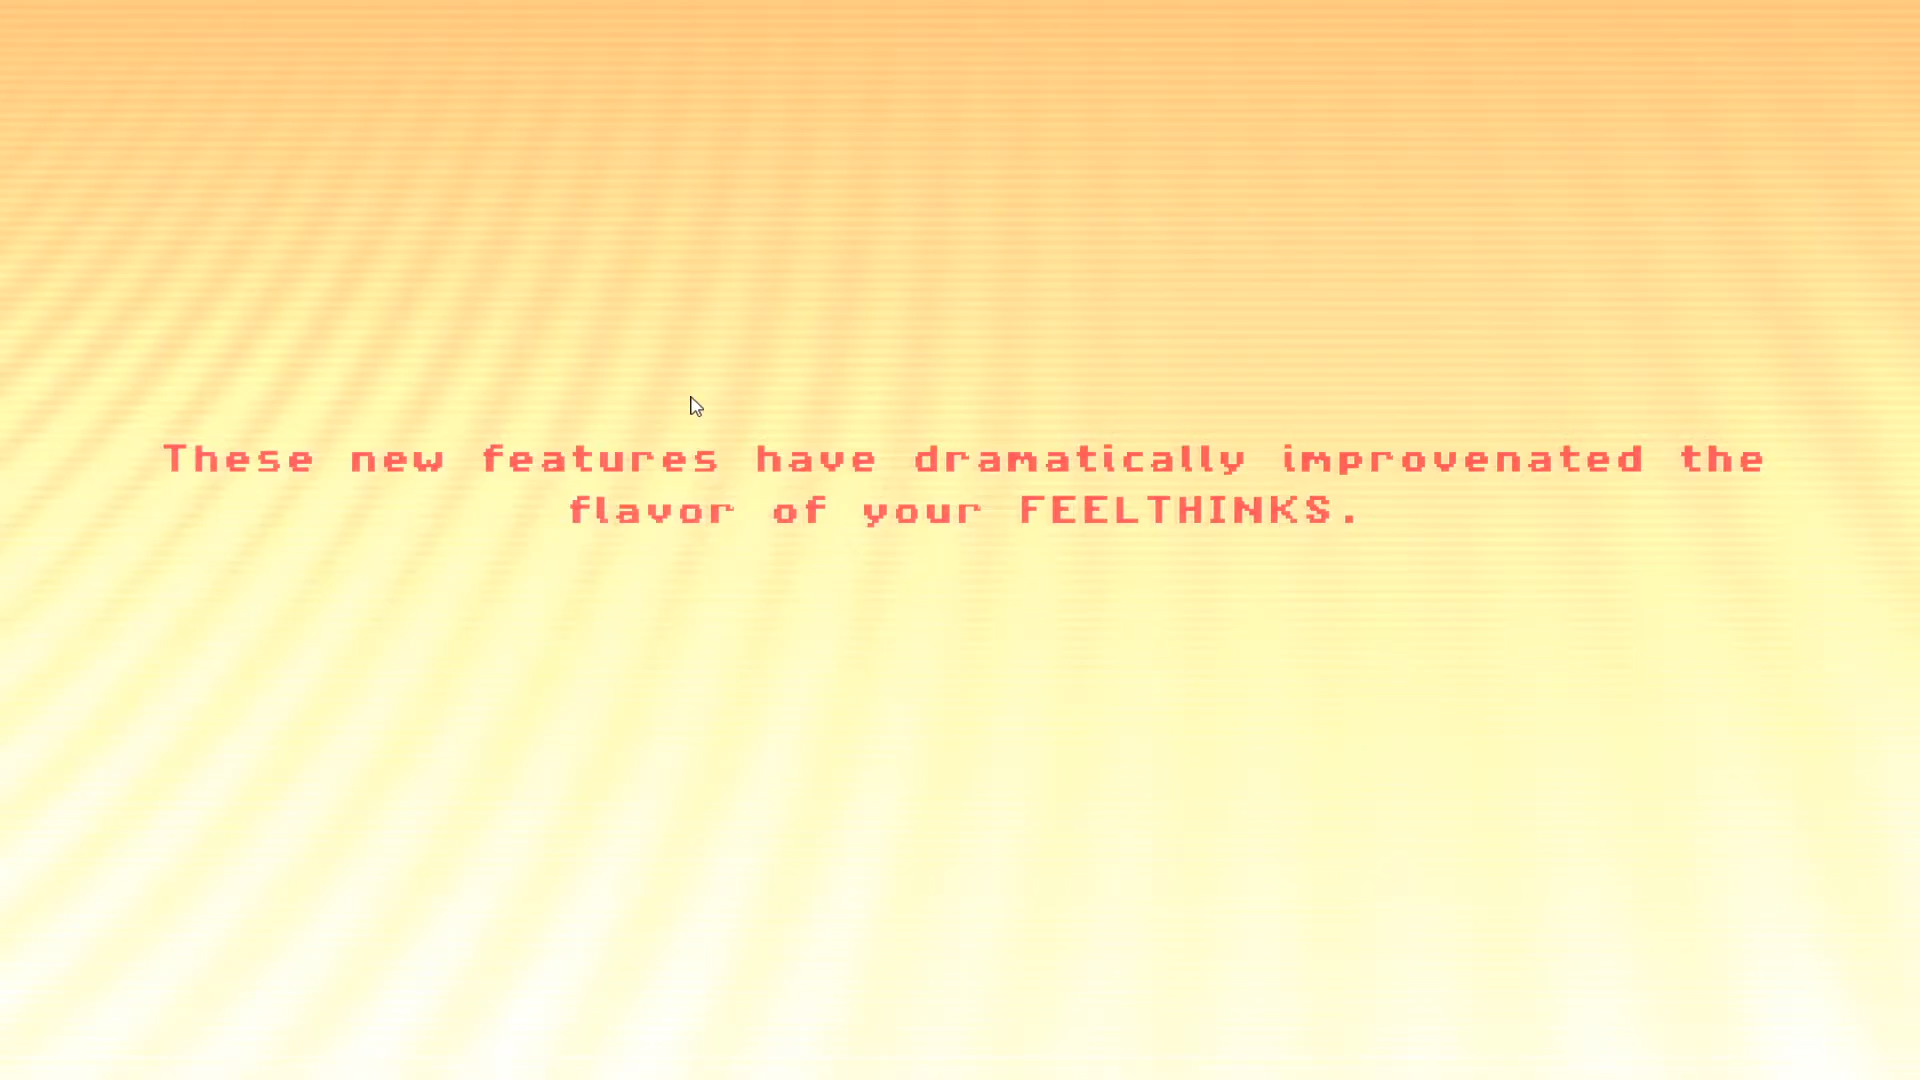 These new features have dramatically improvenated the
flavor of your FEELTHINKS.